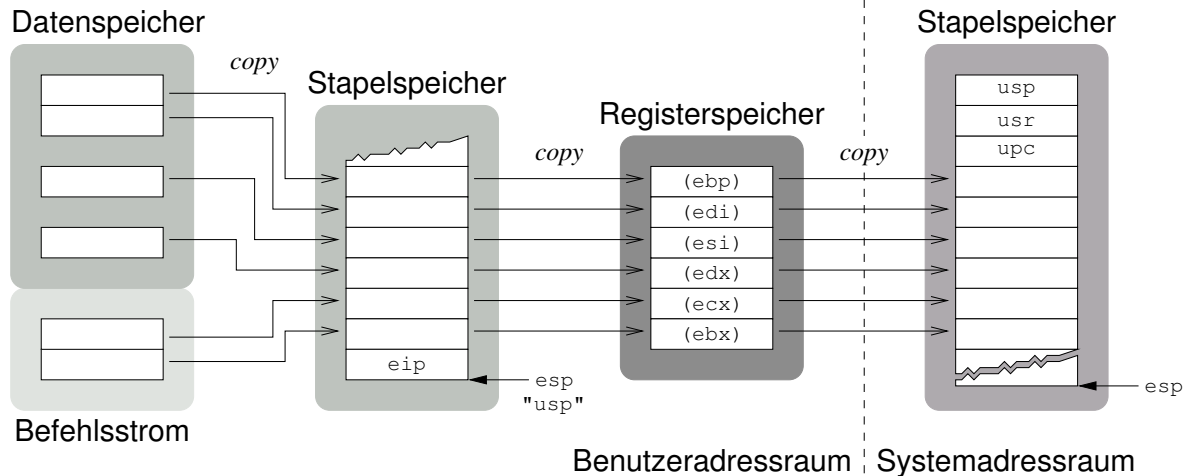 Datenspeicher
Stapelspeicher
copy
Stapelspeicher
Registerspeicher
usp
usr
upc
copy
copy
(ebp)
(edi)
(esi)
(edx)
(ecx)
(ebx)
eip
esp
"usp"
esp
Befehlsstrom
Benutzeradressraum
Systemadressraum